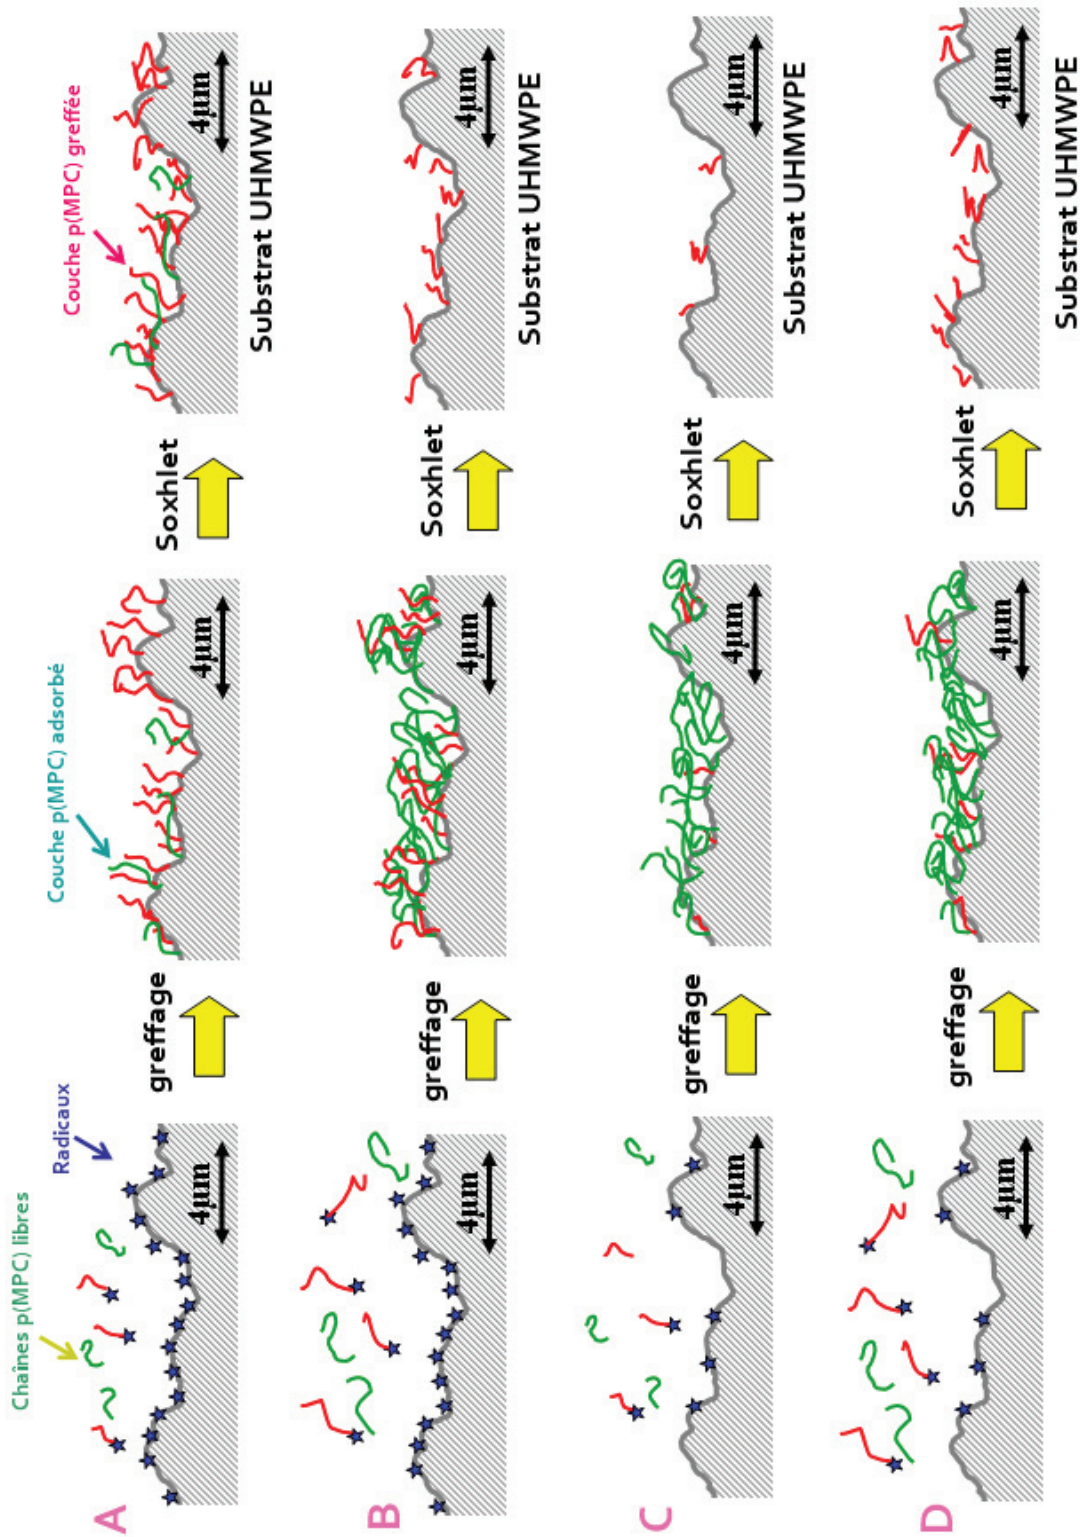 Chaînes p(MPC) libres
Radicaux
Couche p(MPC) adsorbé
Couche p(MPC) greffée
A
4µm
greffage
4µm
Soxhlet
4µm
Substrat UHMWPE
B
4µm
greffage
4µm
Soxhlet
4µm
Substrat UHMWPE
C
4µm
greffage
4µm
Soxhlet
4µm
Substrat UHMWPE
D
4µm
greffage
4µm
Soxhlet
4µm
Substrat UHMWPE